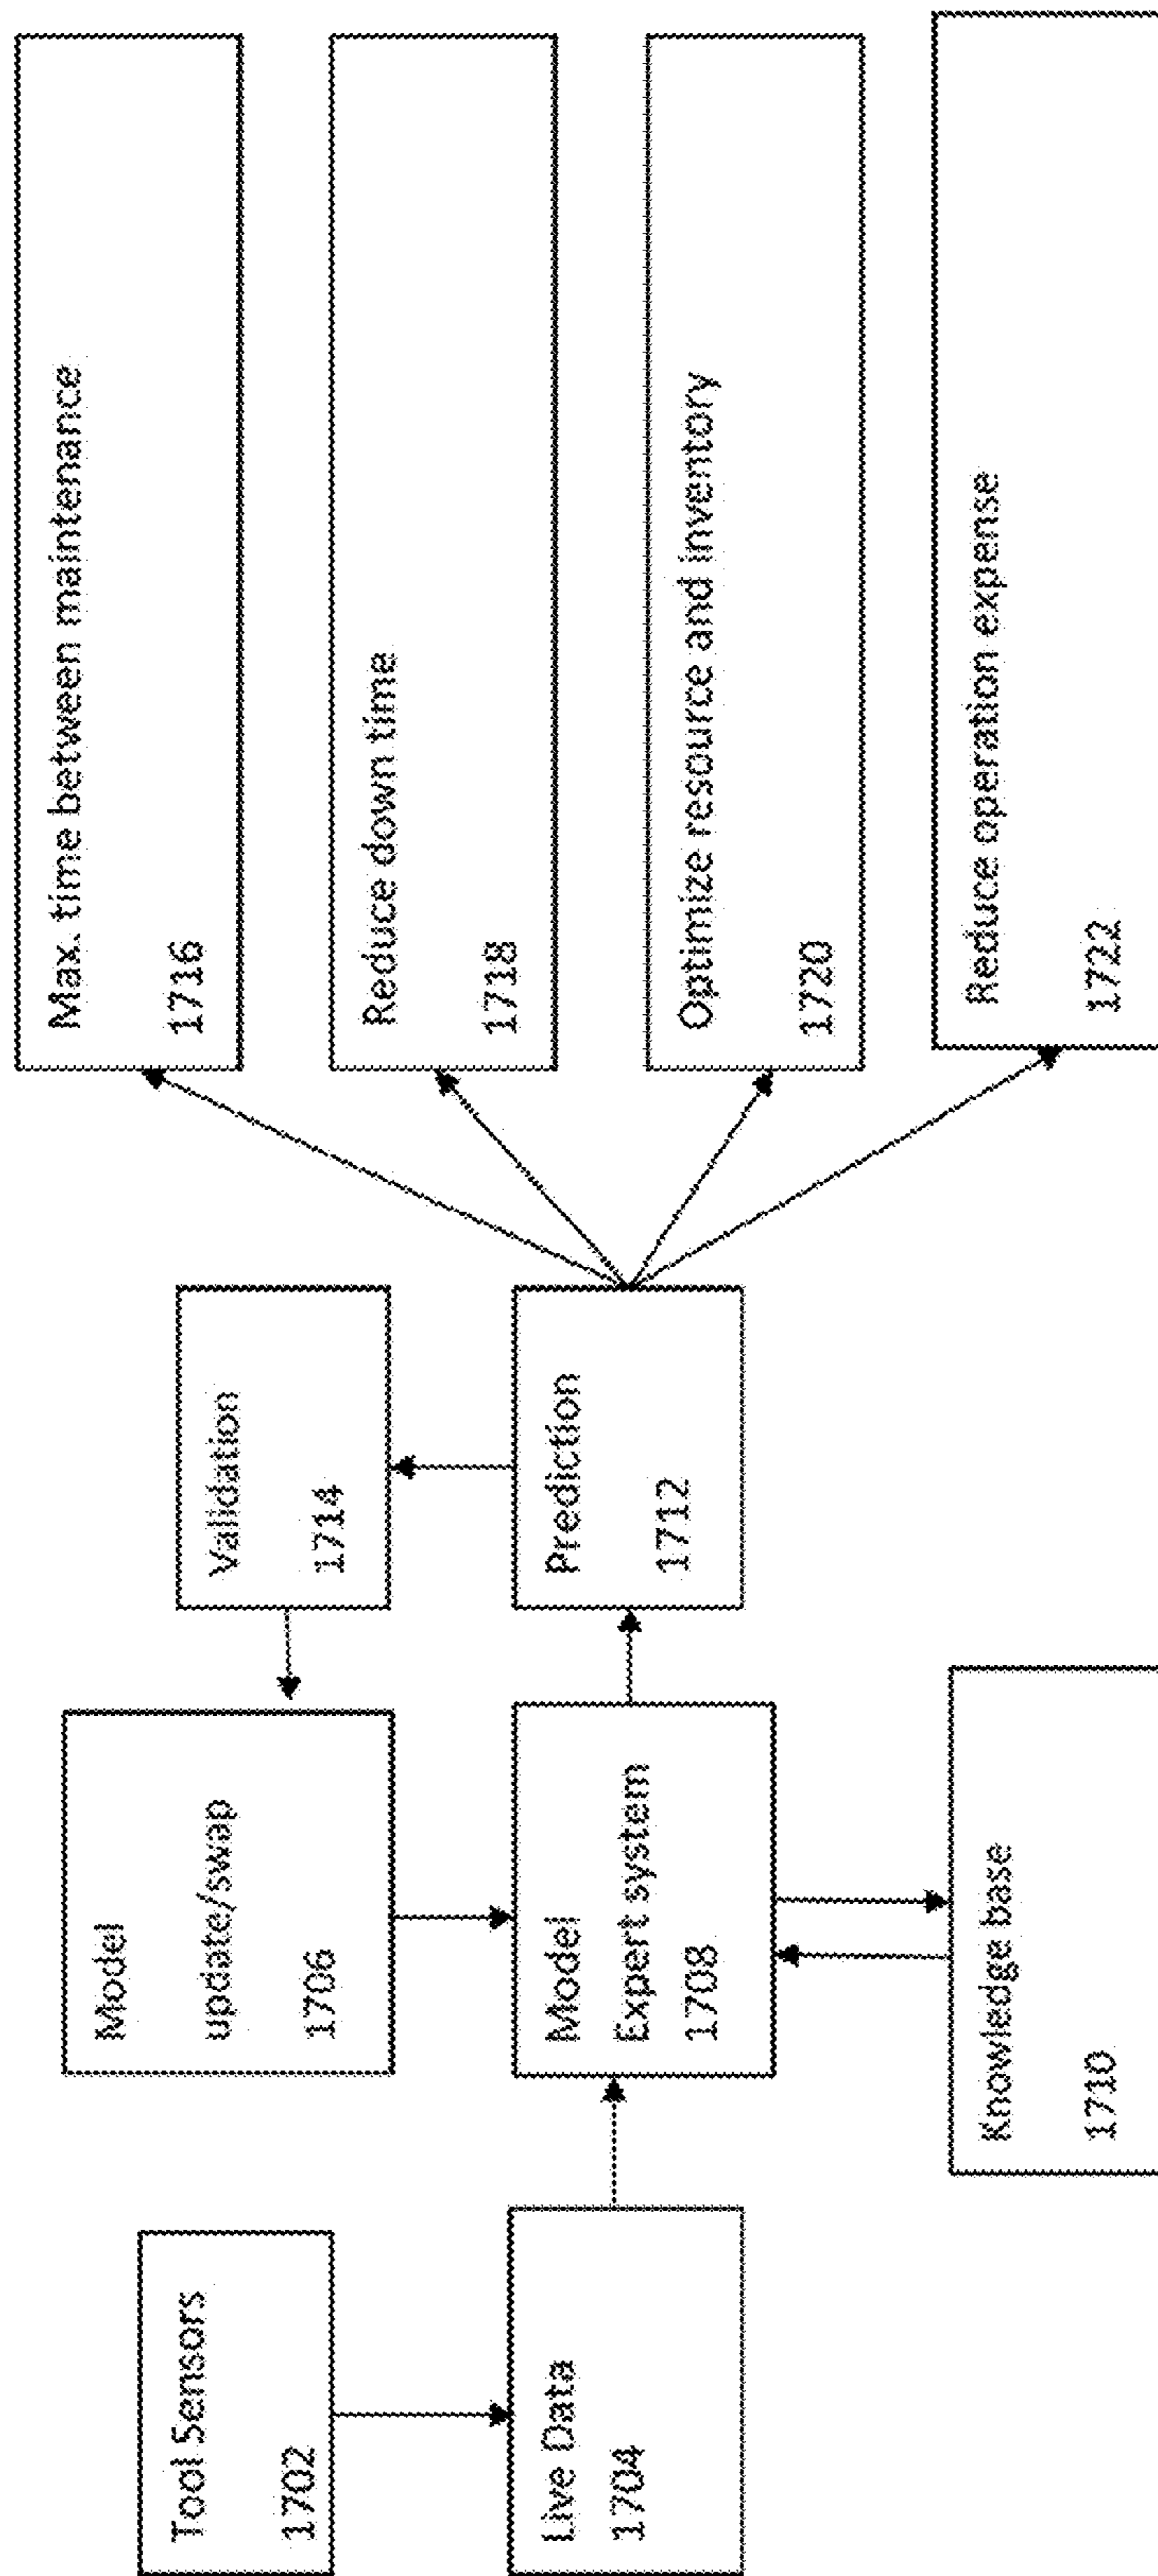 Tool Sensors
1702
Live Data
1704
Model
update/swap
1706
Model
Expert system
1708
Knowledge base
1710
Validation
1714
Prediction
1712
Max. time between maintenance
1716
Reduce down time
1718
Optimize resource and inventory
1720
Reduce operation expense
1722